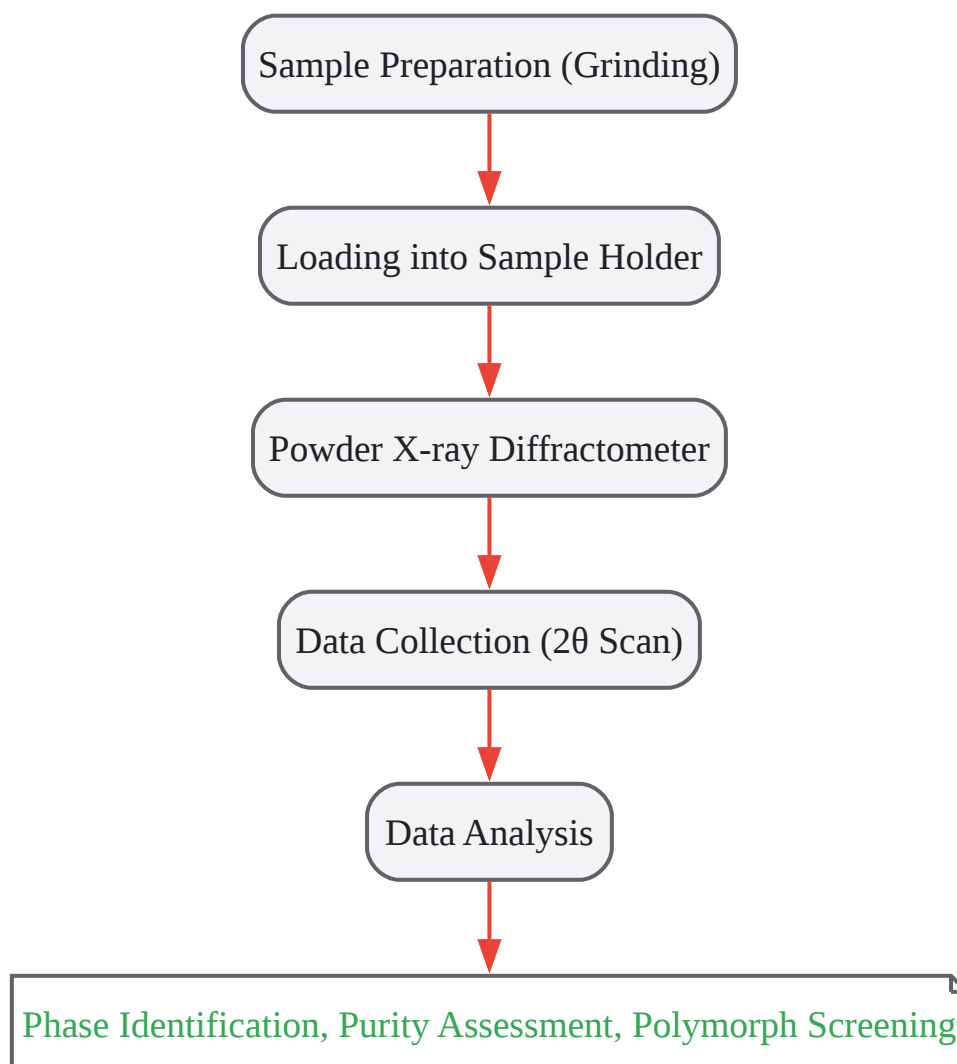 Sample Preparation (Grinding)
Loading into Sample Holder
Powder X-ray Diffractometer
Data Collection (2θ Scan)
Data Analysis
Phase Identification, Purity Assessment, Polymorph Screening